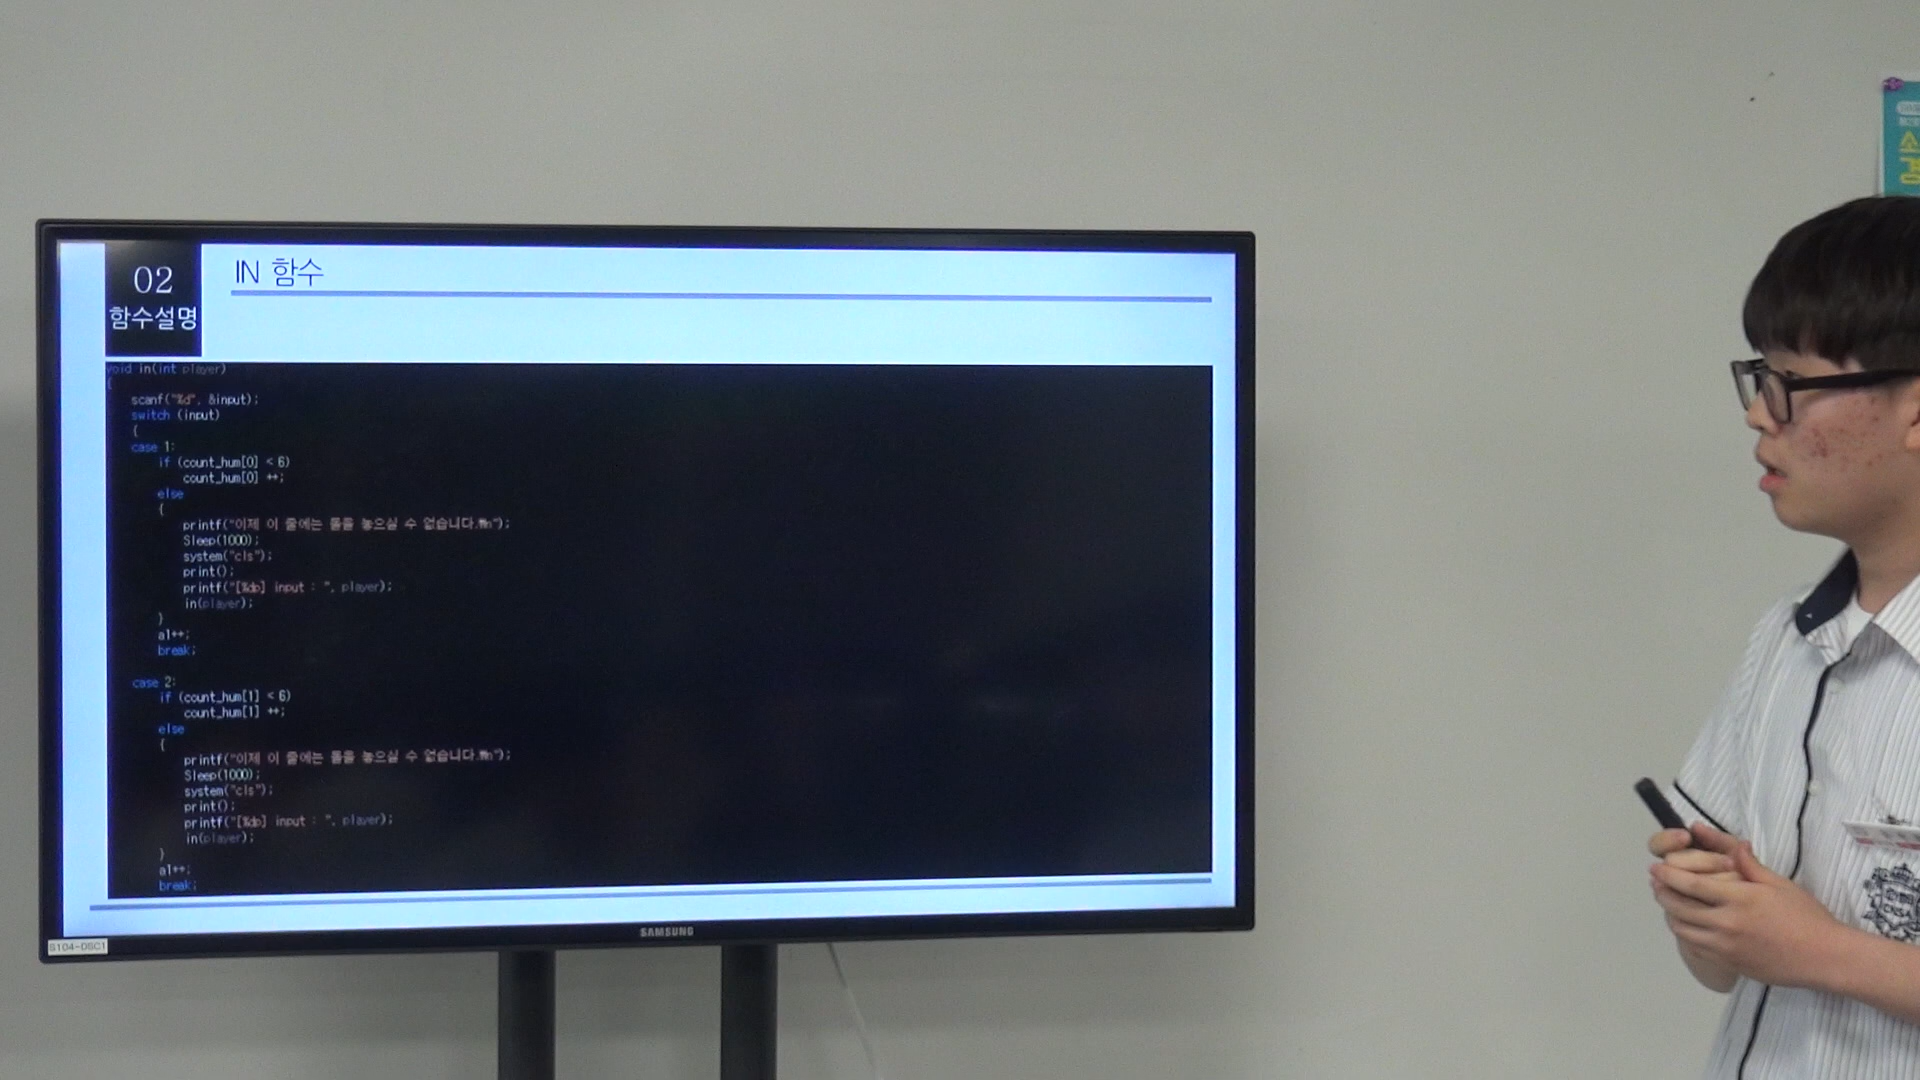 02
함수설명
IN 함수
void in(int player)
{
scanf("%d", &input);
switch (input)
{
case 1:
if (count_hum[0] < 6)
count_hum[0] ++;
else
{
printf("이제 이 줄에는 돌을 놓으실 수 없습니다.₩n");
Sleep(1000);
system("cls");
print();
printf("[%dp] input : ", player);
in(player);
}
a1++;
break;
case 2:
if (count_hum[1] < 6)
count_hum[1] ++;
else
{
printf("이제 이 줄에는 돌을 놓으실 수 없습니다.₩n");
Sleep(1000);
system("cls");
print();
printf("[%dp] input : ", player);
in(player);
}
a1++;
break;
SAMSUNG
S104-DSC1
소
경